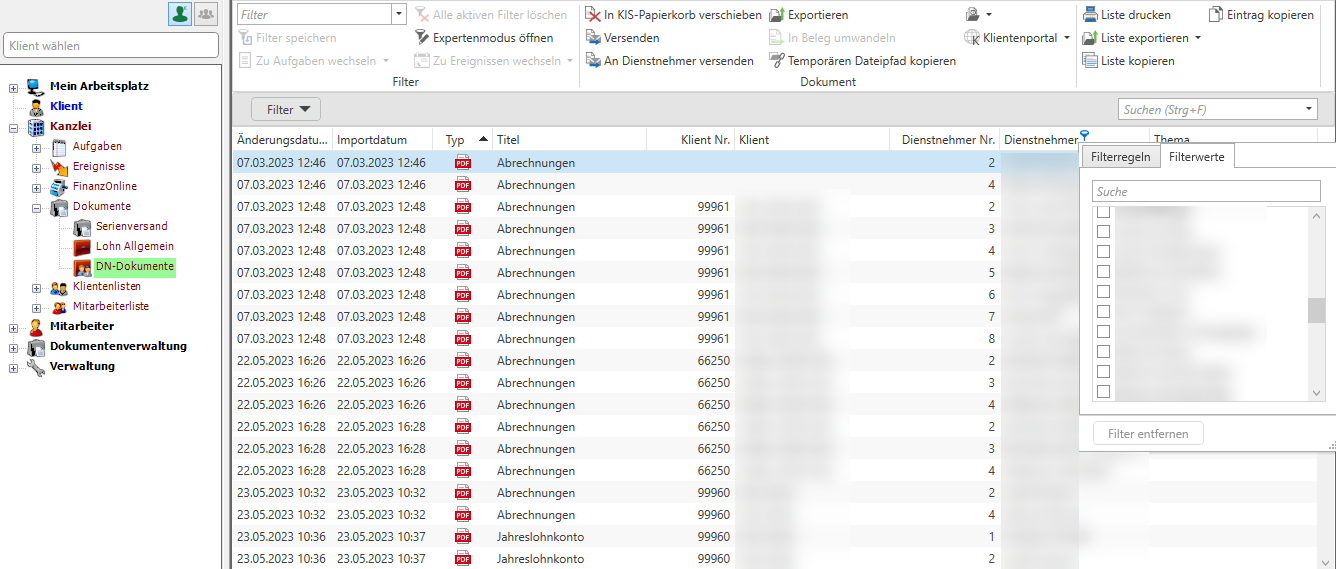 Klient wählen
Mein Arbeitsplatz
Klient
Kanzlei
Aufgaben
Ereignisse
FinanzOnline
Dokumente
Serienversand
Lohn Allgemein
DN-Dokumente
Klientenlisten
Mitarbeiterliste
Mitarbeiter
Dokumentenverwaltung
Verwaltung
Filter Alle aktiven Filter löschen In KIS-Papierkorb verschieben Exportieren Liste drucken Eintrag kopieren
Filter speichern Expertenmodus öffnen Versenden In Beleg umwandeln Klientenportal Liste exportieren
Zu Aufgaben wechseln Zu Ereignissen wechseln An Dienstnehmer versenden Temporären Dateipfad kopieren Liste kopieren
Filter Dokument
Filter Suchen (Strg+F)
Änderungsdatu... Importdatum Typ Titel Klient Nr. Klient Dienstnehmer Nr. Dienstnehmer Thema
07.03.2023 12:46 07.03.2023 12:46 PDF Abrechnungen 2
07.03.2023 12:46 07.03.2023 12:46 PDF Abrechnungen 4
07.03.2023 12:48 07.03.2023 12:48 PDF Abrechnungen 99961 2
07.03.2023 12:48 07.03.2023 12:48 PDF Abrechnungen 99961 3
07.03.2023 12:48 07.03.2023 12:48 PDF Abrechnungen 99961 4
07.03.2023 12:48 07.03.2023 12:48 PDF Abrechnungen 99961 5
07.03.2023 12:48 07.03.2023 12:48 PDF Abrechnungen 99961 6
07.03.2023 12:48 07.03.2023 12:48 PDF Abrechnungen 99961 7
07.03.2023 12:48 07.03.2023 12:48 PDF Abrechnungen 99961 8
22.05.2023 16:26 22.05.2023 16:26 PDF Abrechnungen 66250 2
22.05.2023 16:26 22.05.2023 16:26 PDF Abrechnungen 66250 3
22.05.2023 16:26 22.05.2023 16:26 PDF Abrechnungen 66250 4
22.05.2023 16:28 22.05.2023 16:28 PDF Abrechnungen 66250 2
22.05.2023 16:28 22.05.2023 16:28 PDF Abrechnungen 66250 3
22.05.2023 16:28 22.05.2023 16:28 PDF Abrechnungen 66250 4
23.05.2023 10:32 23.05.2023 10:32 PDF Abrechnungen 99960 2
23.05.2023 10:32 23.05.2023 10:32 PDF Abrechnungen 99960 4
23.05.2023 10:36 23.05.2023 10:37 PDF Jahreslohnkonto 99960 1
23.05.2023 10:36 23.05.2023 10:37 PDF Jahreslohnkonto 99960 2
Filterregeln Filterwerte
Suche
Filter entfernen